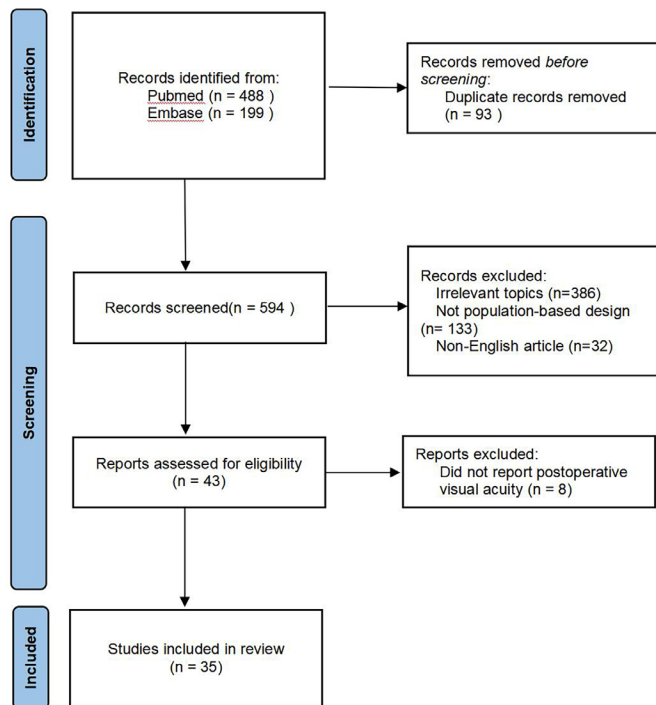 Identification
Records identified from:
Pubmed (n = 488 )
Embase (n = 199 )
Records removed before
screening:
Duplicate records removed
(n = 93 )
Screening
Records screened(n = 594 )
Records excluded:
Irrelevant topics (n=386)
Not population-based design
(n= 133)
Non-English article (n=32)
Reports assessed for eligibility
(n = 43)
Reports excluded:
Did not report postoperative
visual acuity (n = 8)
Included
Studies included in review
(n = 35)